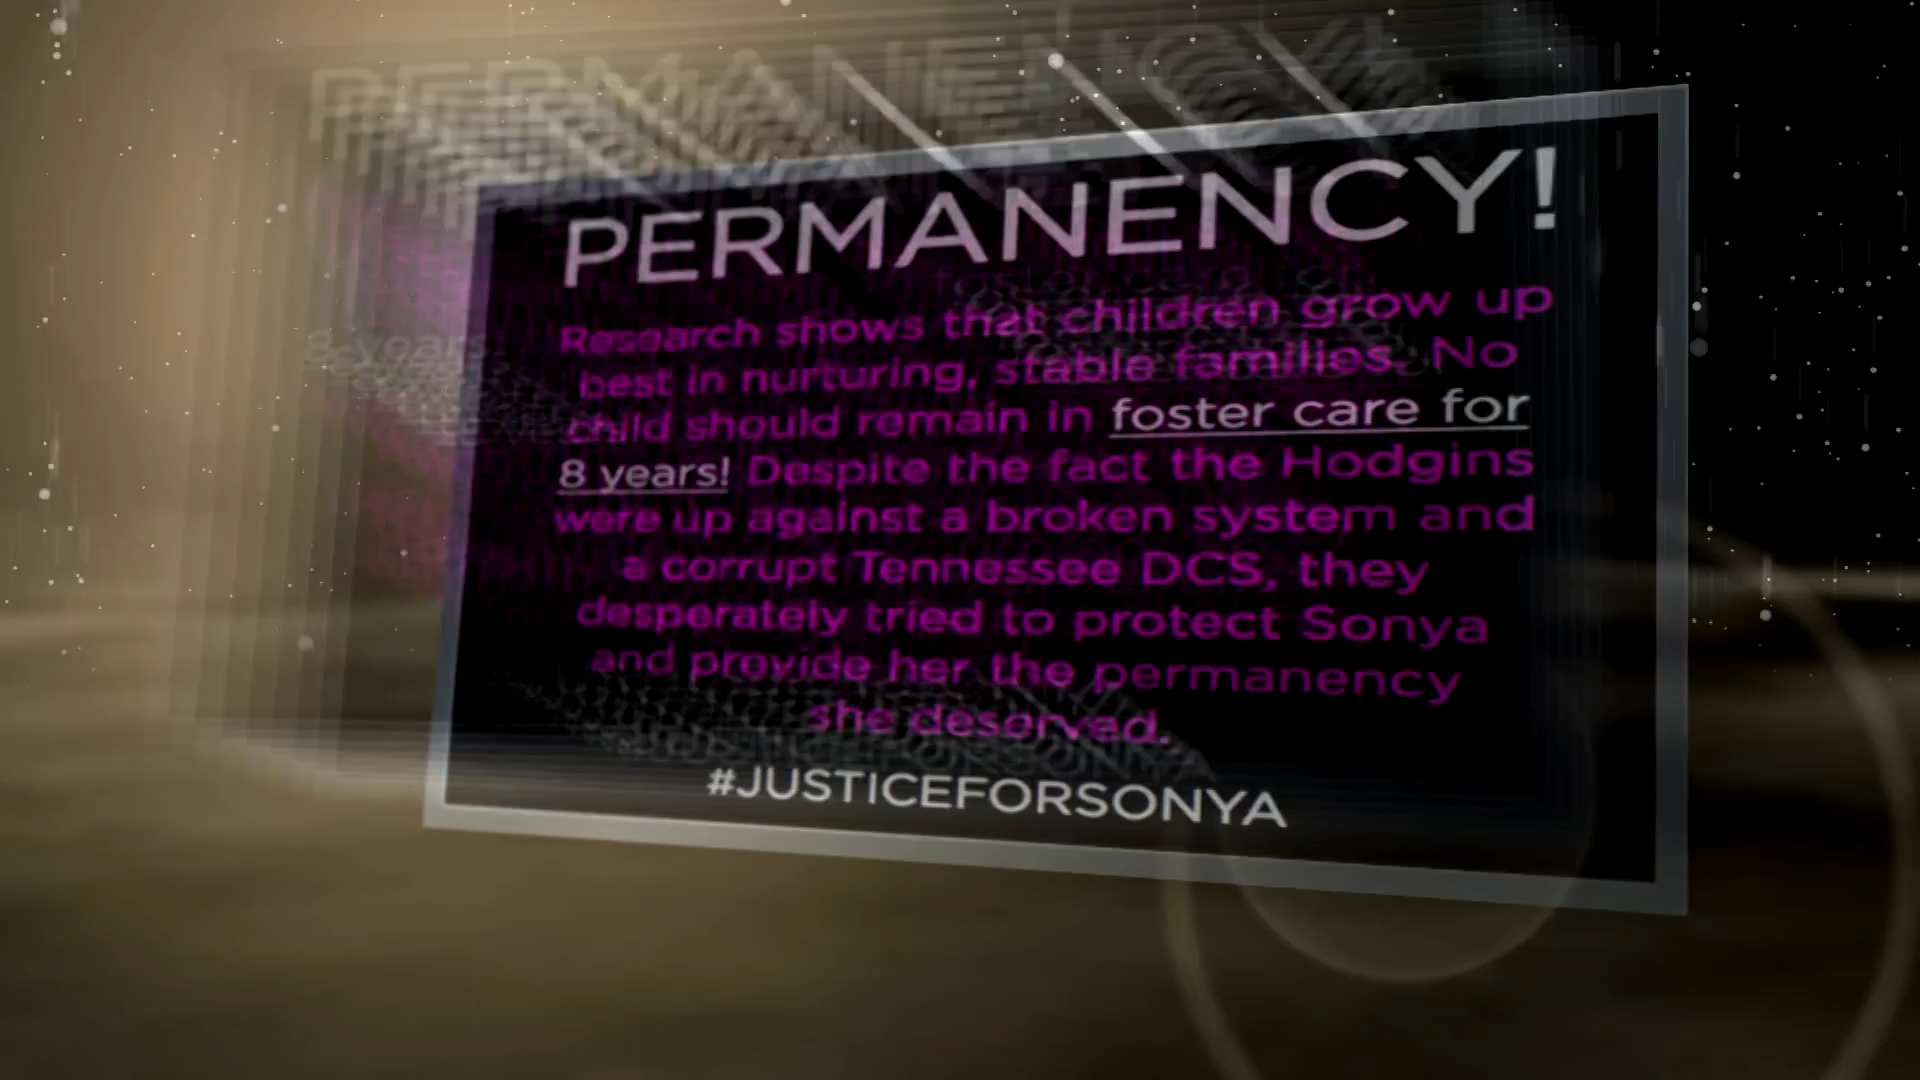 PERMANENCY!
Research shows that children grow up
best in nurturing, stable families. No
child should remain in foster care for
8 years! Despite the fact the Hodgins
were up against a broken system and
a corrupt Tennessee DCS, they
desperately tried to protect Sonya
and provide her the permanency
she deserved.
#JUSTICEFORSONYA